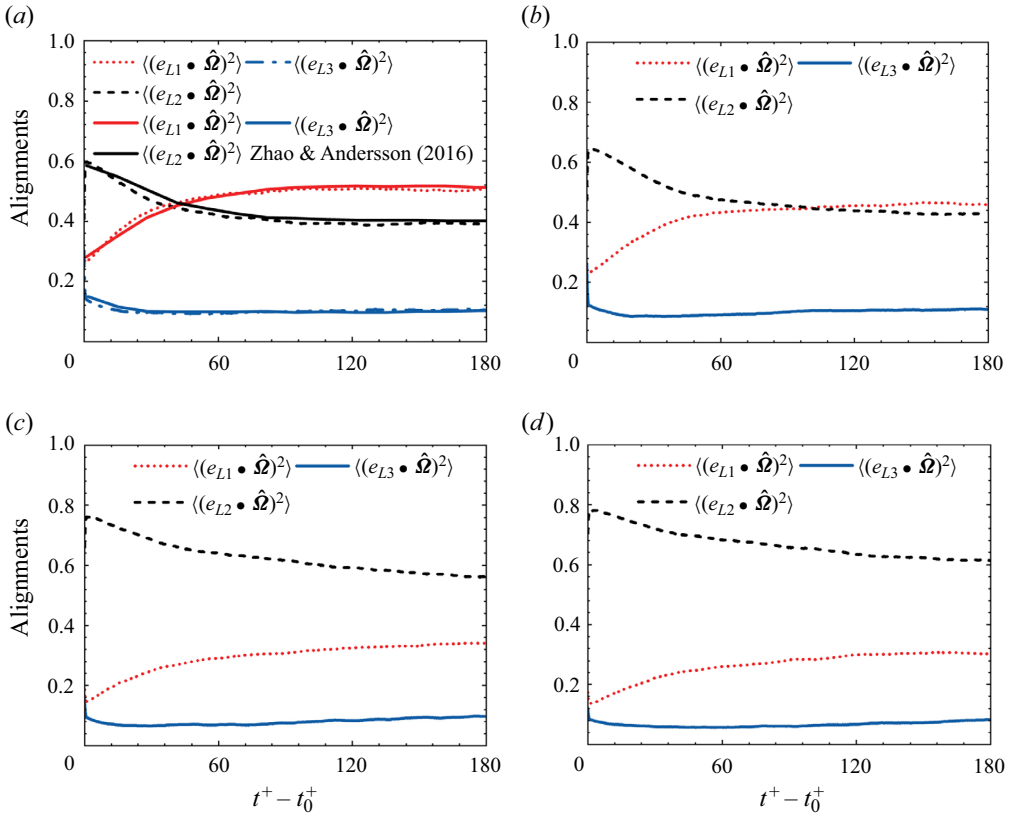 (a)
1.0
0.8
0.6
0.4
0.2
0
60
120
180
Alignments
⟨(e_{L1} • Ω̂)²⟩ ⟨(e_{L3} • Ω̂)²⟩
⟨(e_{L2} • Ω̂)²⟩
⟨(e_{L1} • Ω̂)²⟩ ⟨(e_{L3} • Ω̂)²⟩
⟨(e_{L2} • Ω̂)²⟩ Zhao & Andersson (2016)
(b)
1.0
0.8
0.6
0.4
0.2
0
60
120
180
⟨(e_{L1} • Ω̂)²⟩ ⟨(e_{L3} • Ω̂)²⟩
⟨(e_{L2} • Ω̂)²⟩
(c)
1.0
0.8
0.6
0.4
0.2
0
60
120
180
Alignments
⟨(e_{L1} • Ω̂)²⟩ ⟨(e_{L3} • Ω̂)²⟩
⟨(e_{L2} • Ω̂)²⟩
t⁺ – t₀⁺
(d)
1.0
0.8
0.6
0.4
0.2
0
60
120
180
⟨(e_{L1} • Ω̂)²⟩ ⟨(e_{L3} • Ω̂)²⟩
⟨(e_{L2} • Ω̂)²⟩
t⁺ – t₀⁺